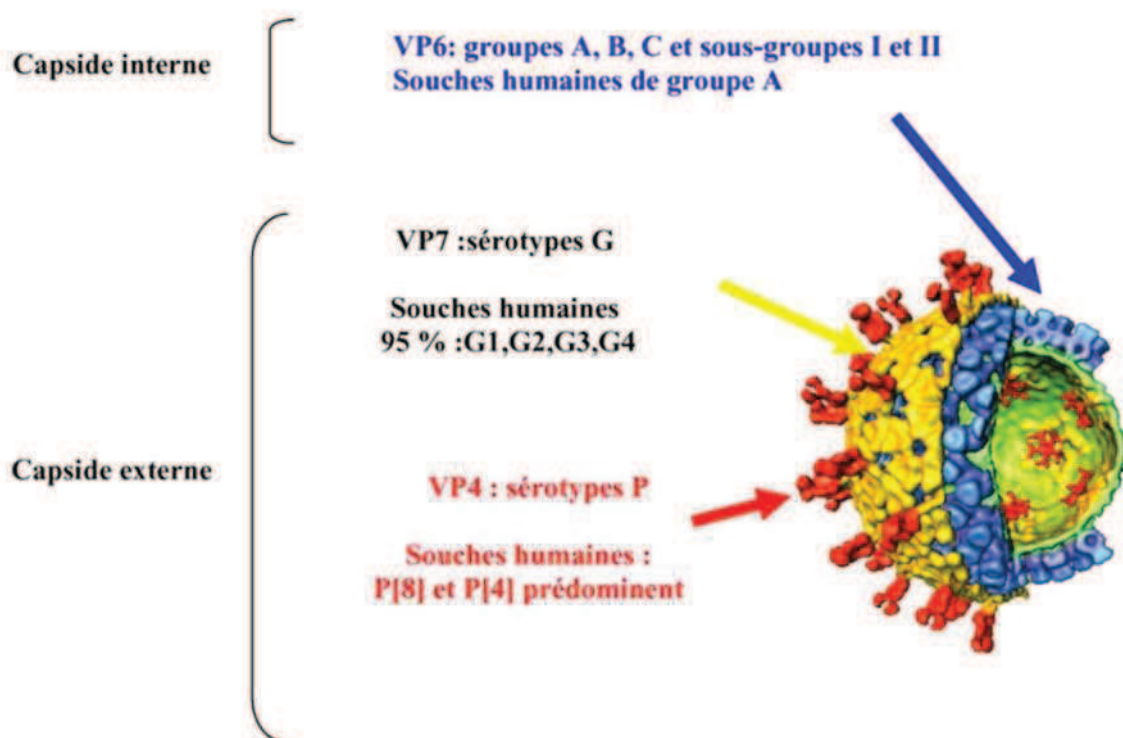 Capside interne
VP6: groupes A, B, C et sous-groupes I et II
Souches humaines de groupe A
VP7 :sérotypes G
Souches humaines
95 % :G1,G2,G3,G4
Capside externe
VP4 : sérotypes P
Souches humaines :
P[8] et P[4] prédominent